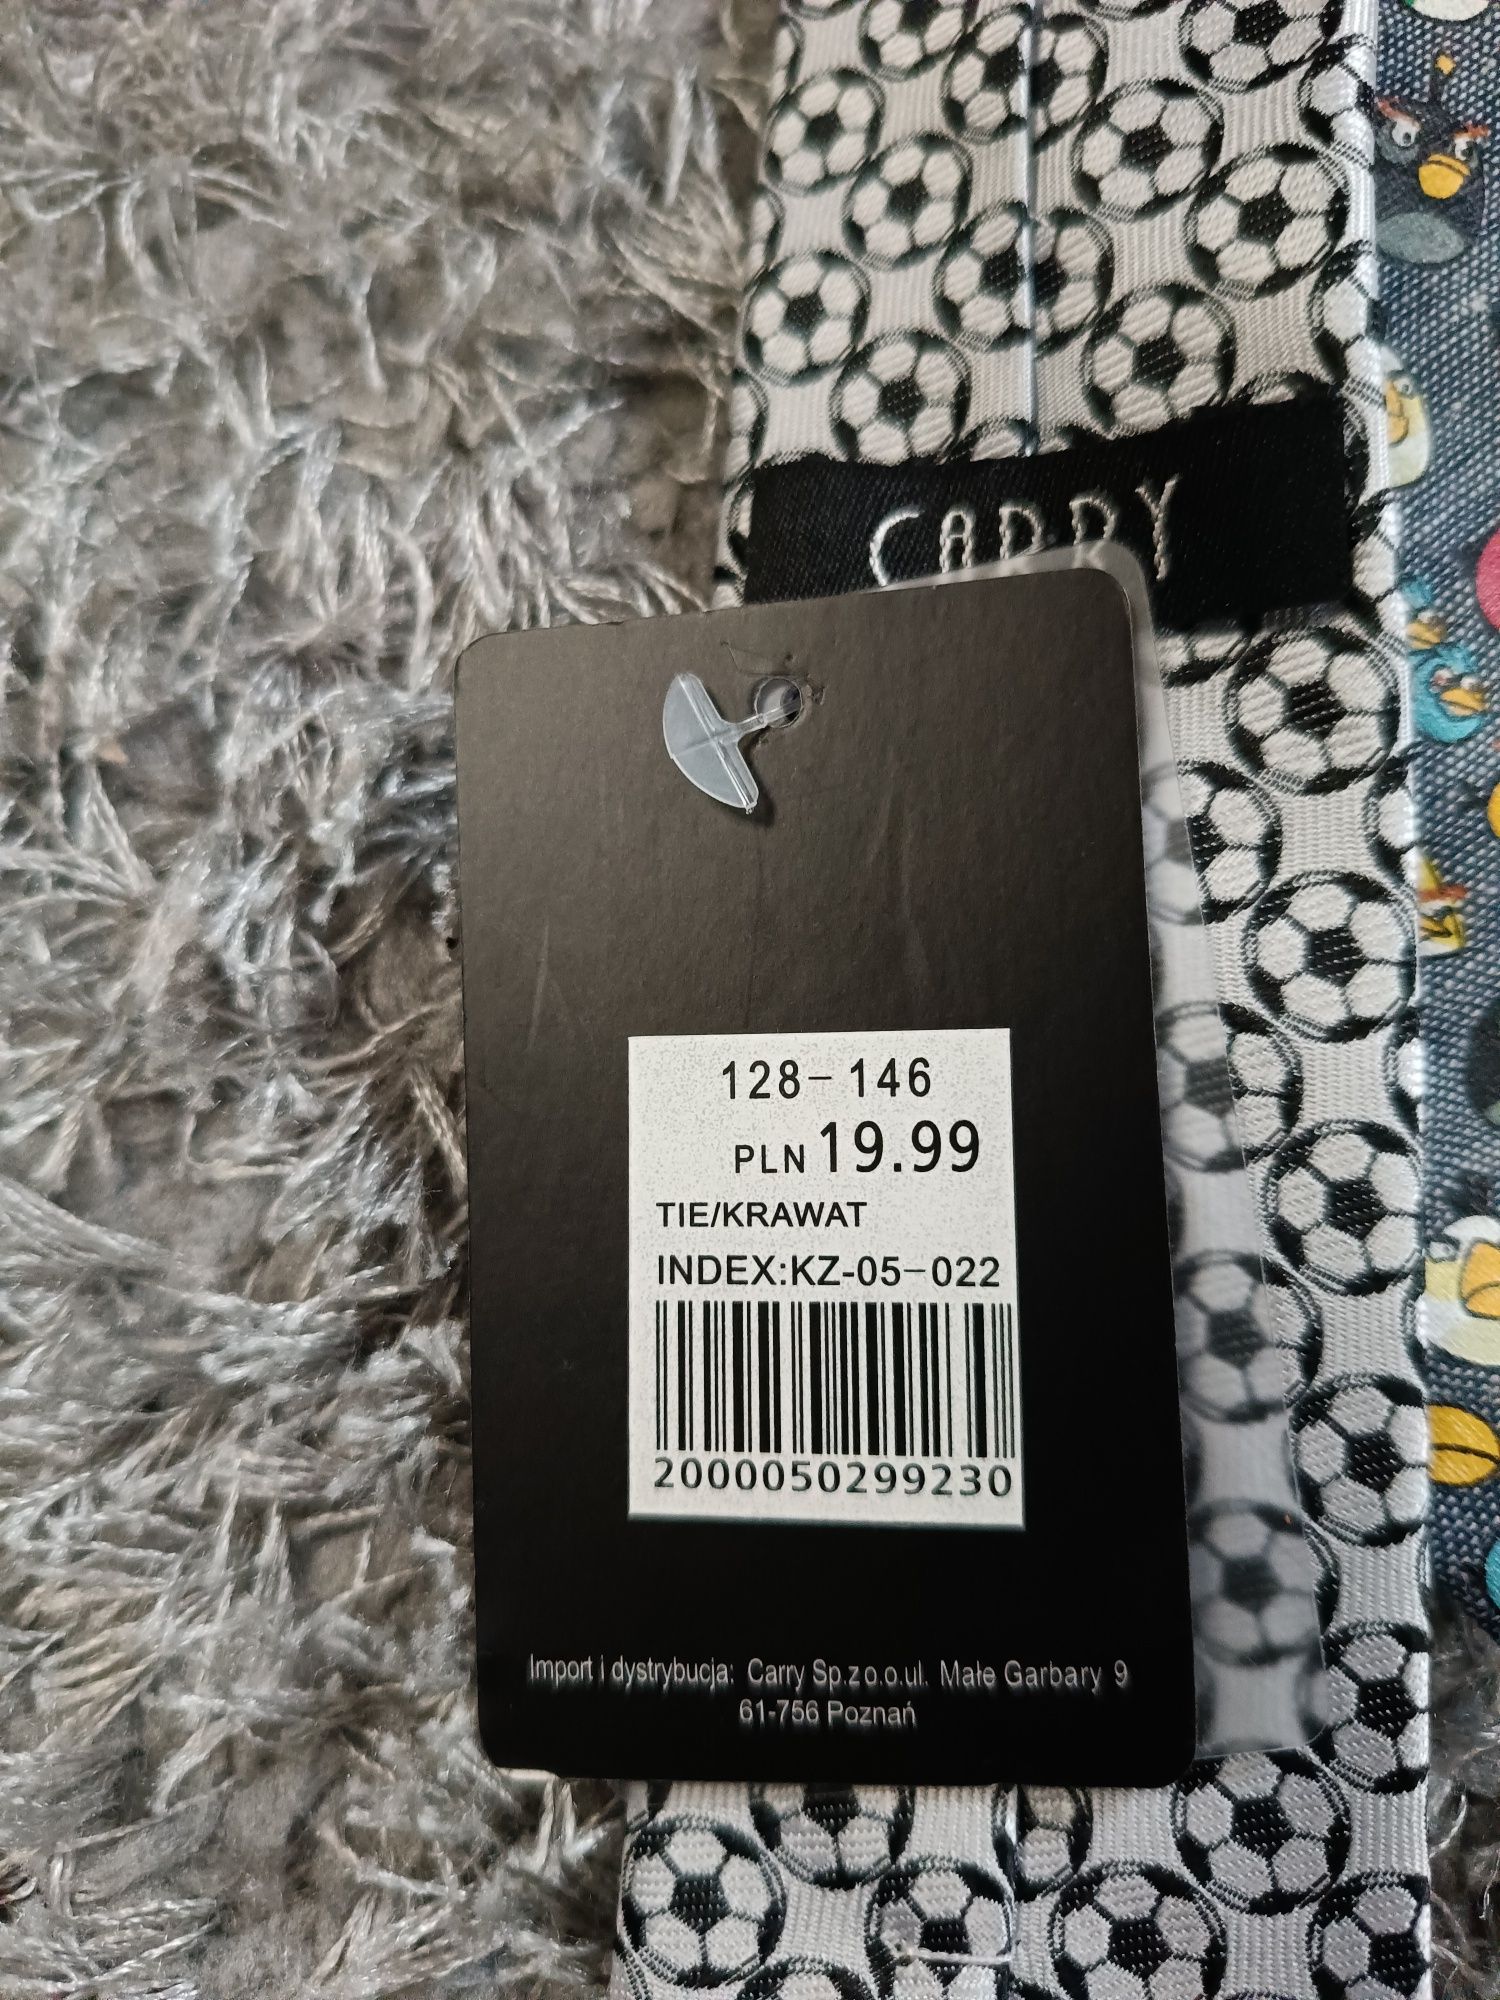 CARRY
128-146
PLN 19.99
TIE/KRAWAT
INDEX:KZ-05-022
2000050299230
Import i dystrybucja: Carry Sp.z o.o.ul. Małe Garbary 9
61-756 Poznań